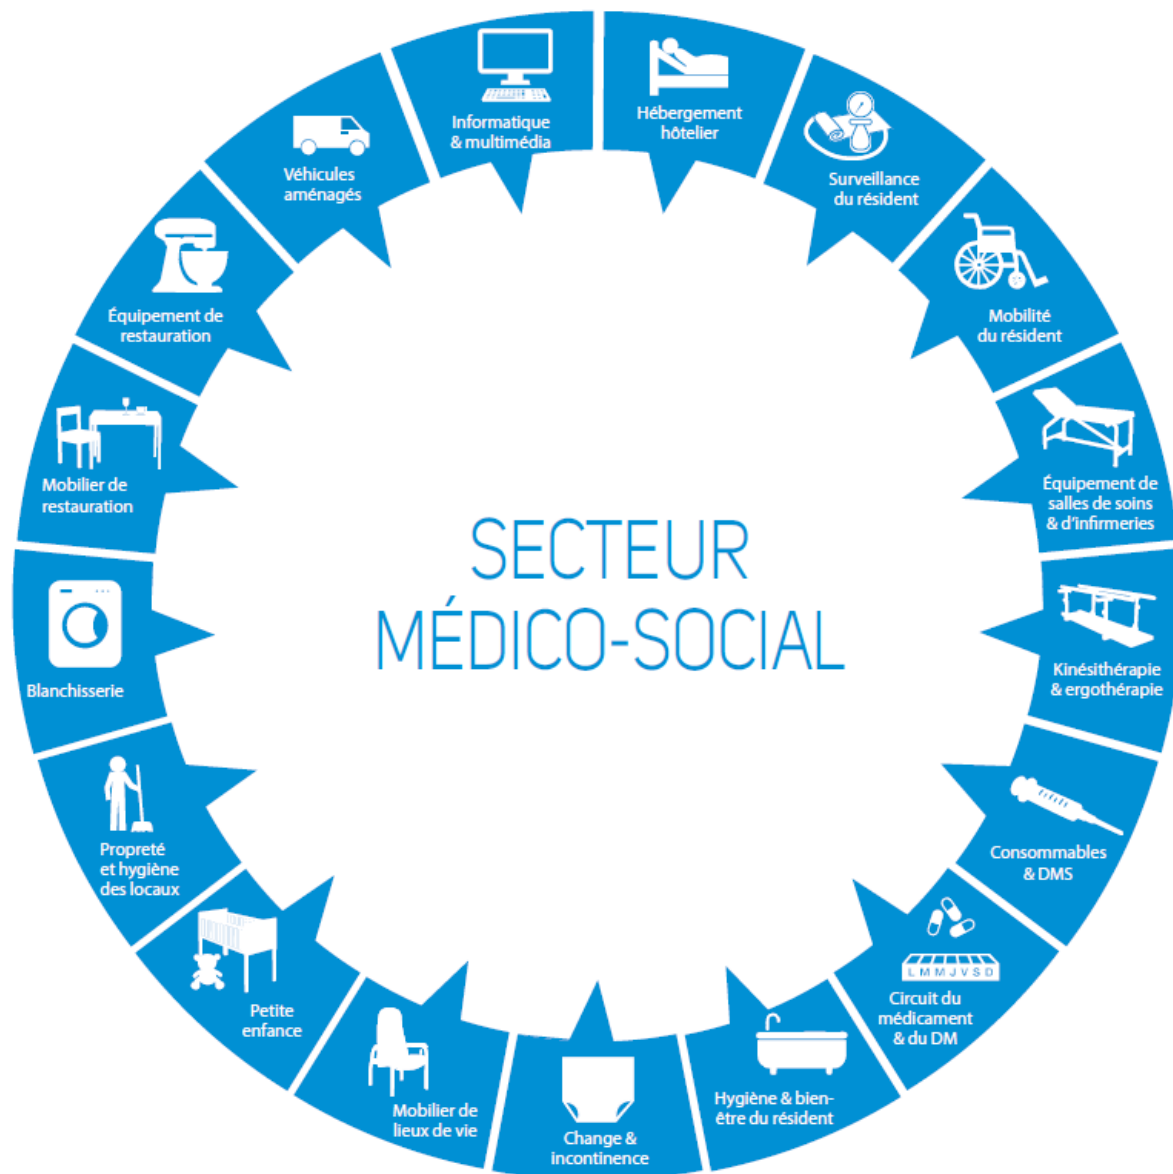 Informatique
& multimédia
Hébergement
hôtelier
Surveillance
du résident
Mobilité
du résident
Équipement de
salles de soins
& d'infirmeries
Kinésithérapie
& ergothérapie
Consommables
& DMS
L M M J V S D
Circuit du
médicament
& du DM
Hygiène & bien-
être du résident
Change &
incontinence
Mobilier de
lieux de vie
Petite
enfance
Propreté
et hygiène
des locaux
Blanchisserie
Mobilier de
restauration
Équipement de
restauration
Véhicules
aménagés
SECTEUR
MÉDICO-SOCIAL